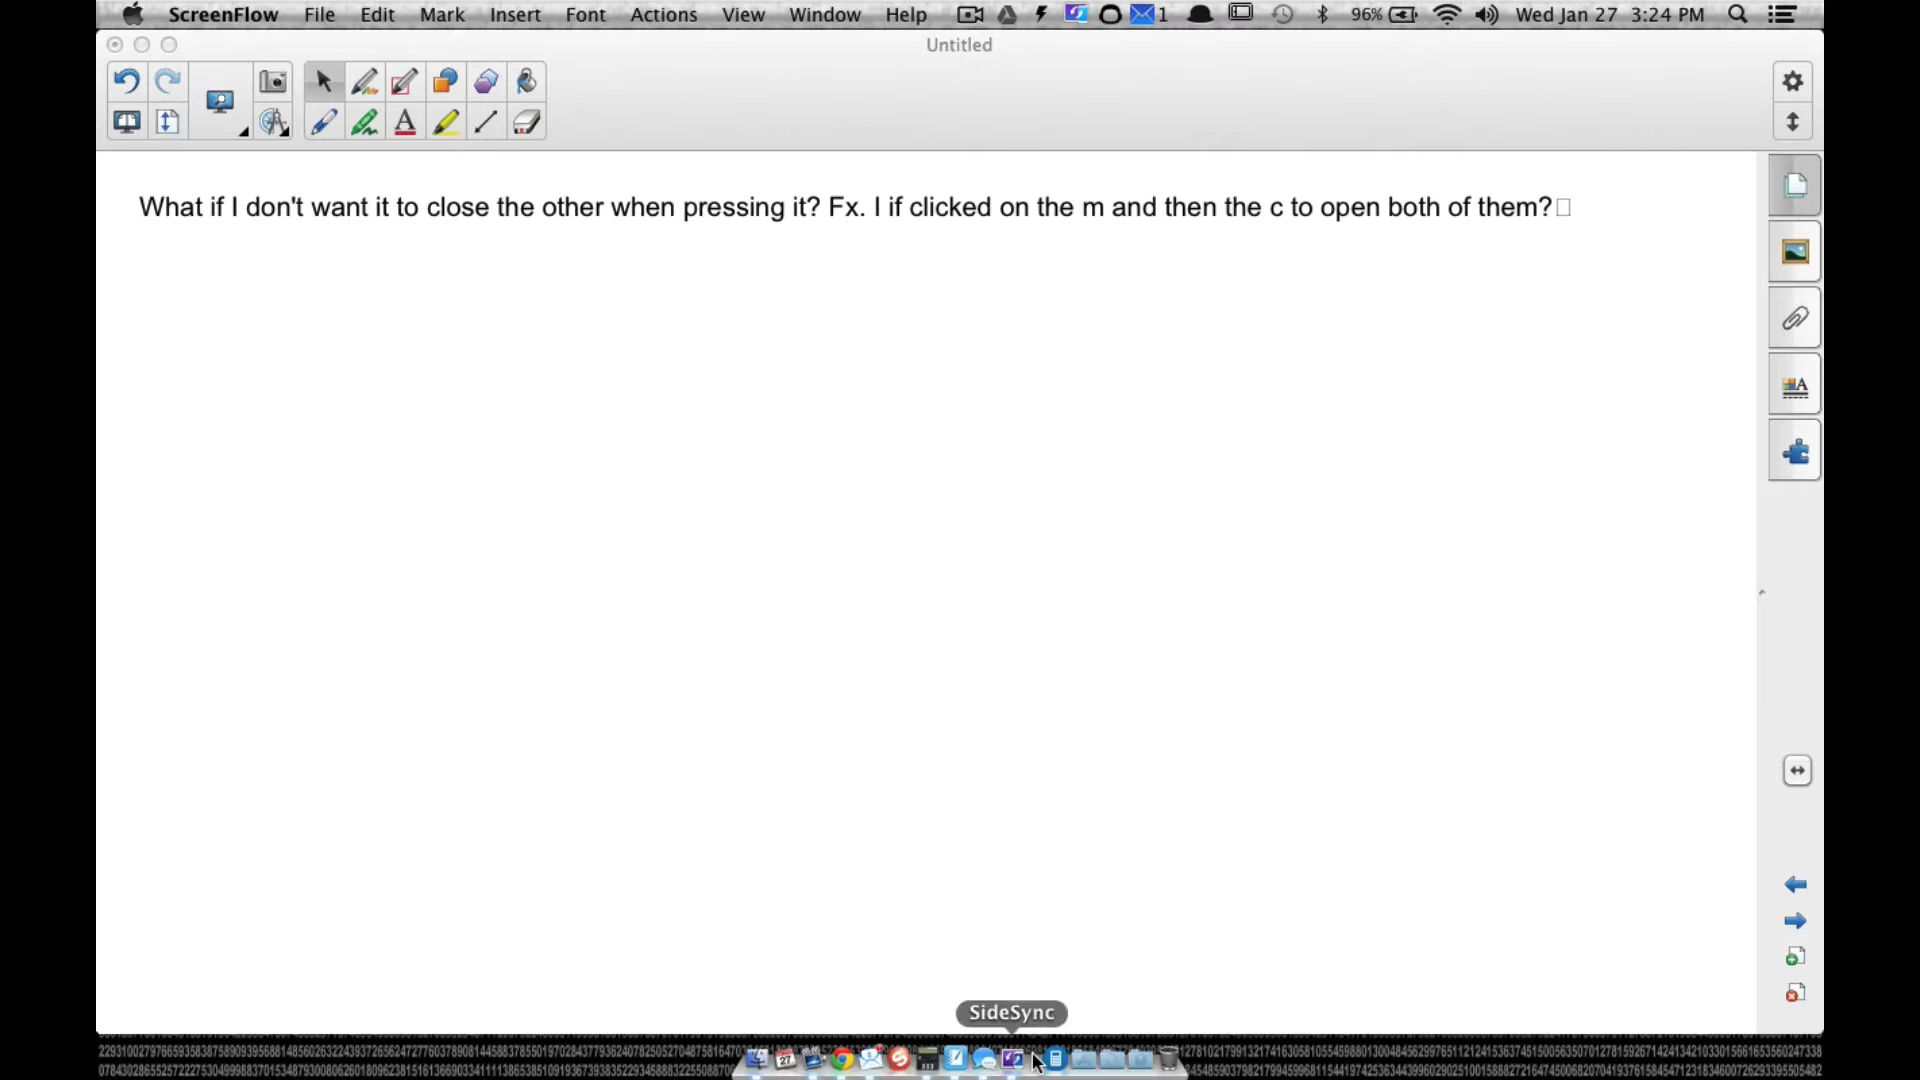 ScreenFlow File Edit Mark Insert Font Actions View Window Help 1 96% Wed Jan 27 3:24 PM
Untitled
What if I don't want it to close the other when pressing it? Fx. I if clicked on the m and then the c to open both of them?
SideSync